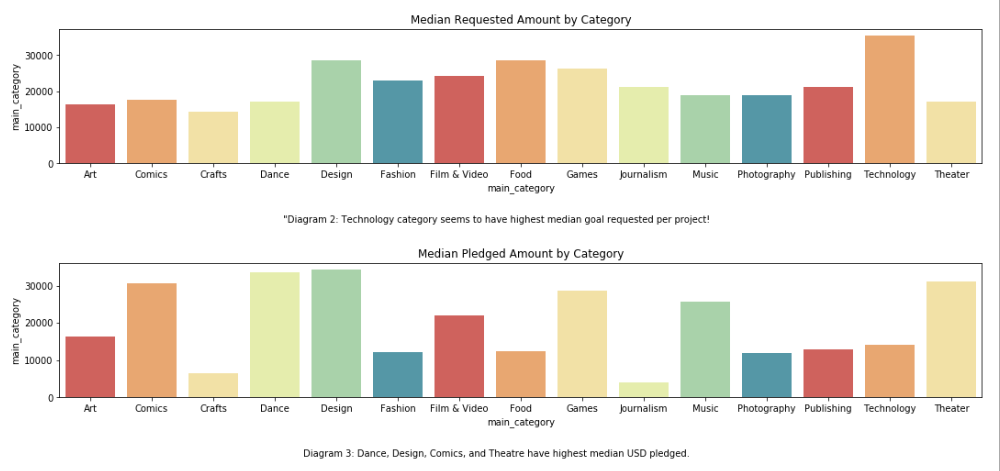 Median Requested Amount by Category
30000
20000
10000
0
main_category
Art Comics Crafts Dance Design Fashion Film & Video Food Games Journalism Music Photography Publishing Technology Theater
main_category
"Diagram 2: Technology category seems to have highest median goal requested per project!
Median Pledged Amount by Category
30000
20000
10000
0
main_category
Art Comics Crafts Dance Design Fashion Film & Video Food Games Journalism Music Photography Publishing Technology Theater
main_category
Diagram 3: Dance, Design, Comics, and Theatre have highest median USD pledged.